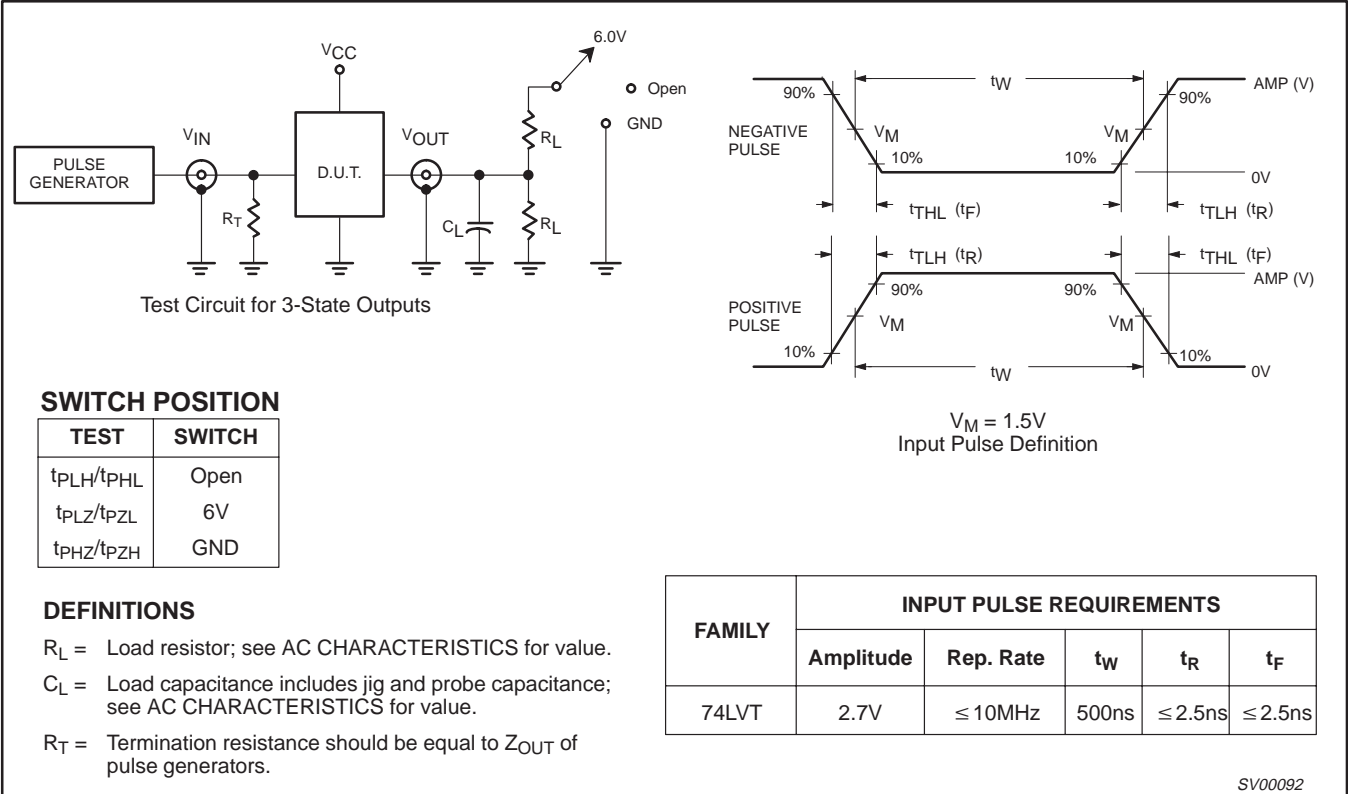 6.0V
VCC
Open
VIN
VOUT
RL
GND
PULSE
GENERATOR
D.U.T.
RT
CL
RL
Test Circuit for 3-State Outputs
tW
AMP (V)
90%
90%
NEGATIVE
PULSE
VM
VM
10%
10%
0V
tTHL (tF)
tTLH (tR)
tTLH (tR)
tTHL (tF)
AMP (V)
90%
90%
POSITIVE
PULSE
VM
VM
10%
10%
tW
0V
VM = 1.5V
Input Pulse Definition
SWITCH POSITION
TEST SWITCH
tPLH/tPHL Open
tPLZ/tPZL 6V
tPHZ/tPZH GND
DEFINITIONS
RL = Load resistor; see AC CHARACTERISTICS for value.
CL = Load capacitance includes jig and probe capacitance;
see AC CHARACTERISTICS for value.
RT = Termination resistance should be equal to ZOUT of
pulse generators.
FAMILY
INPUT PULSE REQUIREMENTS
Amplitude Rep. Rate tW tR tF
74LVT 2.7V ≤10MHz 500ns ≤2.5ns ≤2.5ns
SV00092